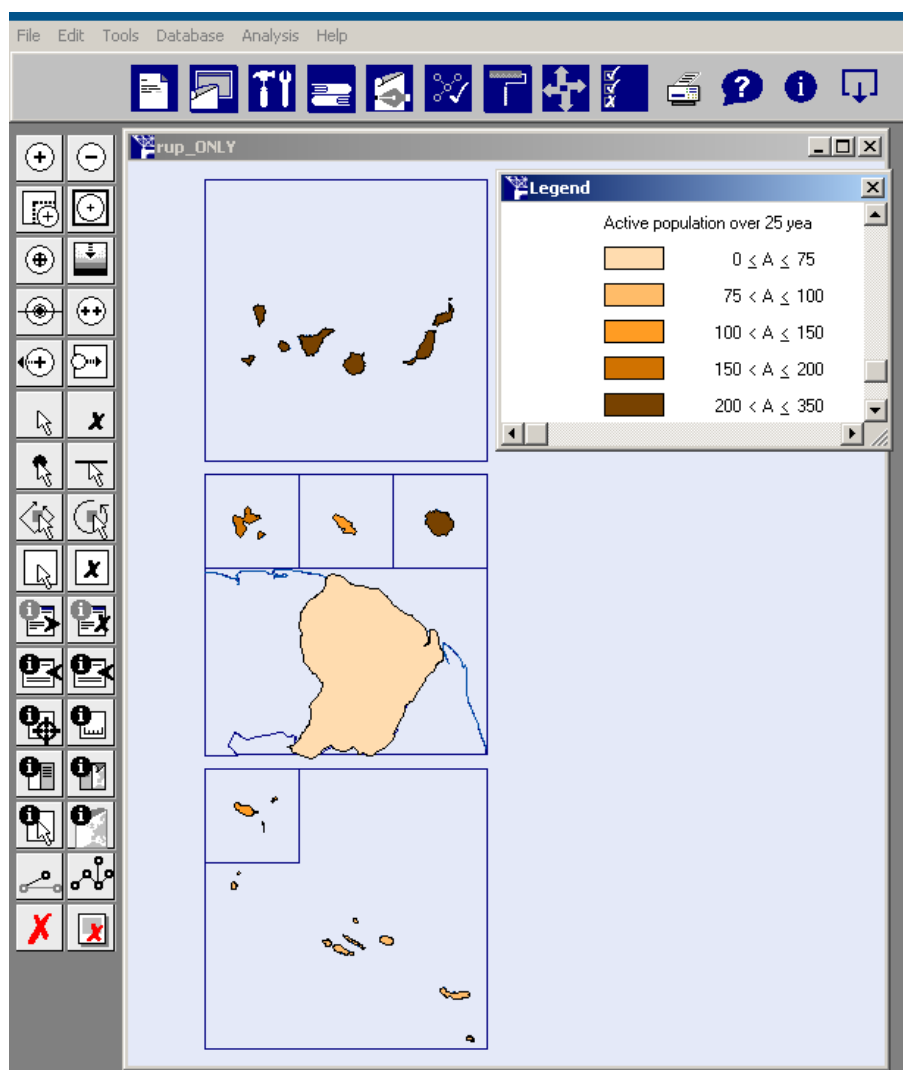 File Edit Tools Database Analysis Help
rup_ONLY
Legend
Active population over 25 yea
0 ≤ A ≤ 75
75 < A ≤ 100
100 < A ≤ 150
150 < A ≤ 200
200 < A ≤ 350